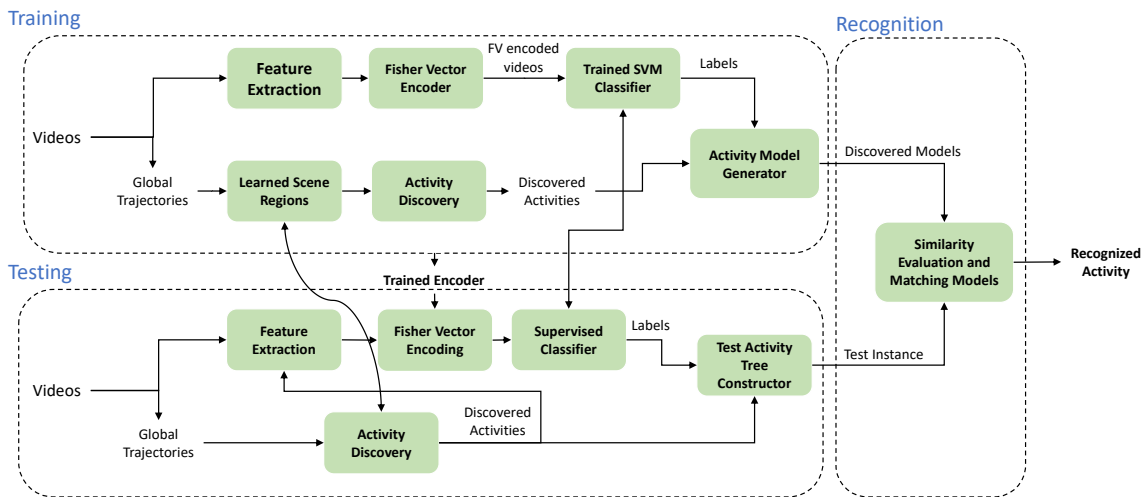 Training
Recognition
Feature
Extraction
Fisher Vector
Encoder
FV encoded
videos
Trained SVM
Classifier
Labels
Videos
Global
Trajectories
Learned Scene
Regions
Activity
Discovery
Discovered
Activities
Activity Model
Generator
Discovered Models
Similarity
Evaluation and
Matching Models
Recognized
Activity
Testing
Trained Encoder
Feature
Extraction
Fisher Vector
Encoding
Supervised
Classifier
Labels
Test Activity
Tree
Constructor
Test Instance
Videos
Global
Trajectories
Activity
Discovery
Discovered
Activities